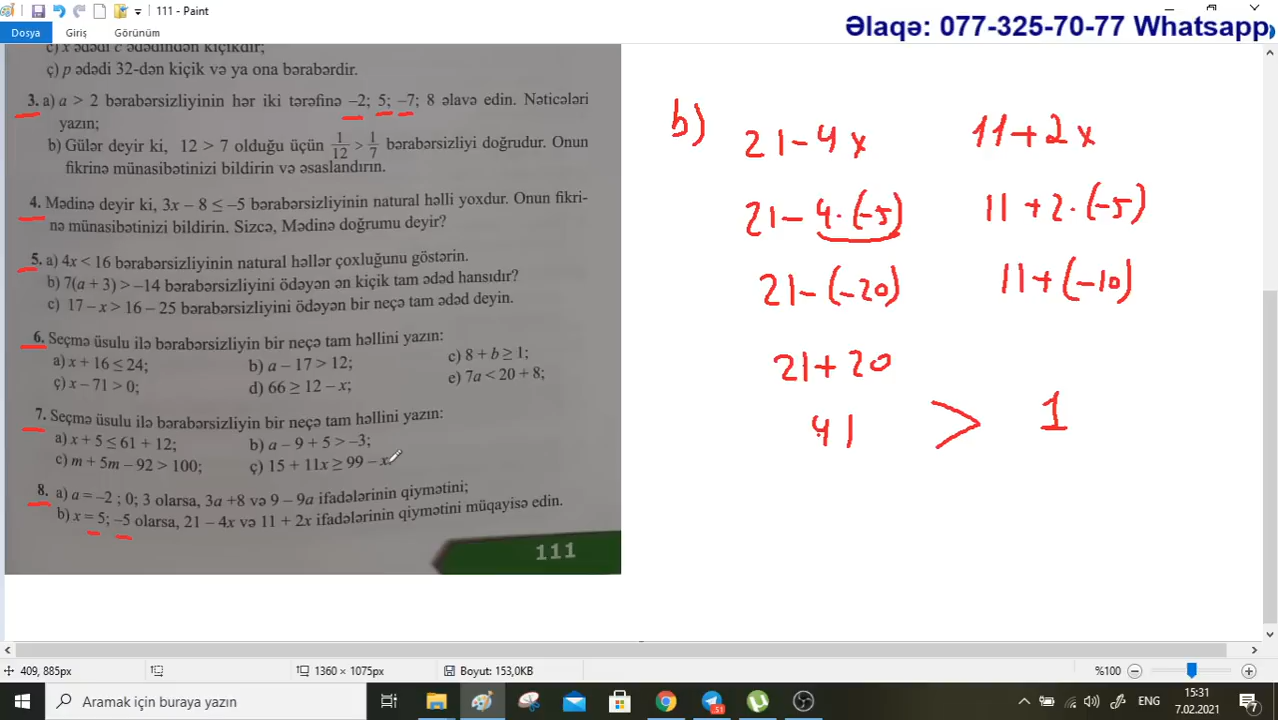 111 - Paint
Əlaqə: 077-325-70-77 Whatsapp
Dosya Giriş Görünüm
c) x ədədi c ədədindən kiçikdir;
ç) p ədədi 32-dən kiçik və ya ona bərabərdir.
3. a) a > 2 bərabərsizliyinin hər iki tərəfinə –2; 5; –7; 8 əlavə edin. Nəticələri
yazın;
b) Gülər deyir ki, 12 > 7 olduğu üçün 1/12 > 1/7 bərabərsizliyi doğrudur. Onun
fikrinə münasibətinizi bildirin və əsaslandırın.
4. Mədinə deyir ki, 3x – 8 ≤ –5 bərabərsizliyinin natural həlli yoxdur. Onun fikri-
nə münasibətinizi bildirin. Sizcə, Mədinə doğrumu deyir?
5. a) 4x < 16 bərabərsizliyinin natural həllər çoxluğunu göstərin.
b) 7(a + 3) > –14 bərabərsizliyini ödəyən ən kiçik tam ədəd hansıdır?
c) 17 – x > 16 – 25 bərabərsizliyini ödəyən bir neçə tam ədəd deyin.
6. Seçmə üsulu ilə bərabərsizliyin bir neçə tam həllini yazın:
a) x + 16 ≤ 24; b) a – 17 > 12; c) 8 + b ≥ 1;
ç) x – 71 > 0; d) 66 ≥ 12 – x; e) 7a < 20 + 8;
7. Seçmə üsulu ilə bərabərsizliyin bir neçə tam həllini yazın:
a) x + 5 ≤ 61 + 12; b) a – 9 + 5 > –3;
c) m + 5m – 92 > 100; ç) 15 + 11x ≥ 99 – x.
8. a) a = –2 ; 0; 3 olarsa, 3a +8 və 9 – 9a ifadələrinin qiymətini;
b) x = 5; –5 olarsa, 21 – 4x və 11 + 2x ifadələrinin qiymətini müqayisə edin.
111
b) 21-4x 11+2x
21-4·(-5) 11+2·(-5)
21-(-20) 11+(-10)
21+20
41 > 1
409, 885px 1360 × 1075px Boyut: 153,0KB %100
Aramak için buraya yazın 51 ENG 15:31
7.02.2021 7